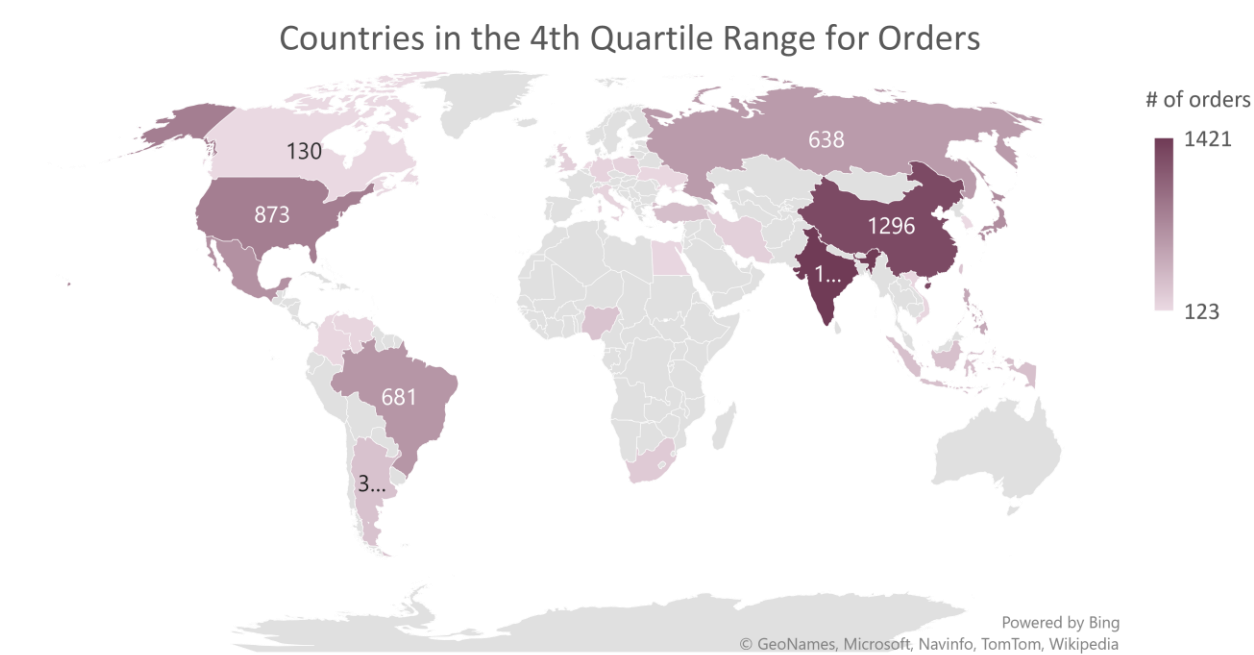 Countries in the 4th Quartile Range for Orders
# of orders
1421
123
130
638
873
1296
1...
681
3...
Powered by Bing
© GeoNames, Microsoft, Navinfo, TomTom, Wikipedia